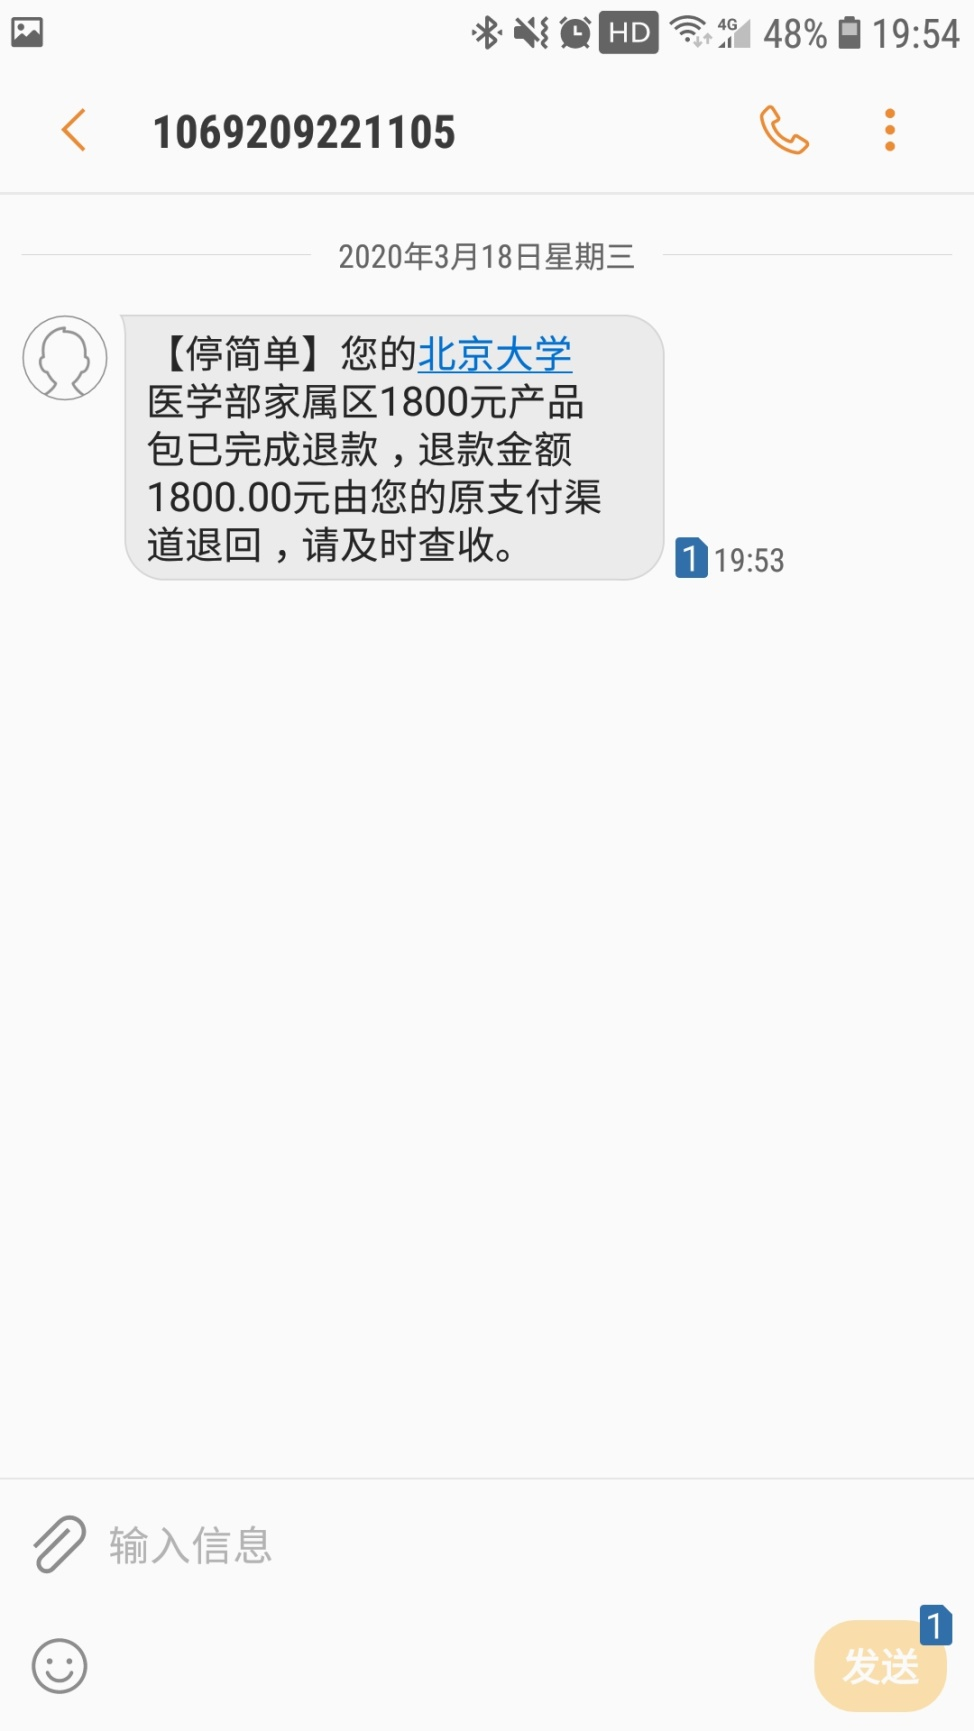 HD 4G 48% 19:54
1069209221105
2020年3月18日星期三
【停简单】您的北京大学
医学部家属区1800元产品
包已完成退款，退款金额
1800.00元由您的原支付渠
道退回，请及时查收。
1 19:53
输入信息
1
发送